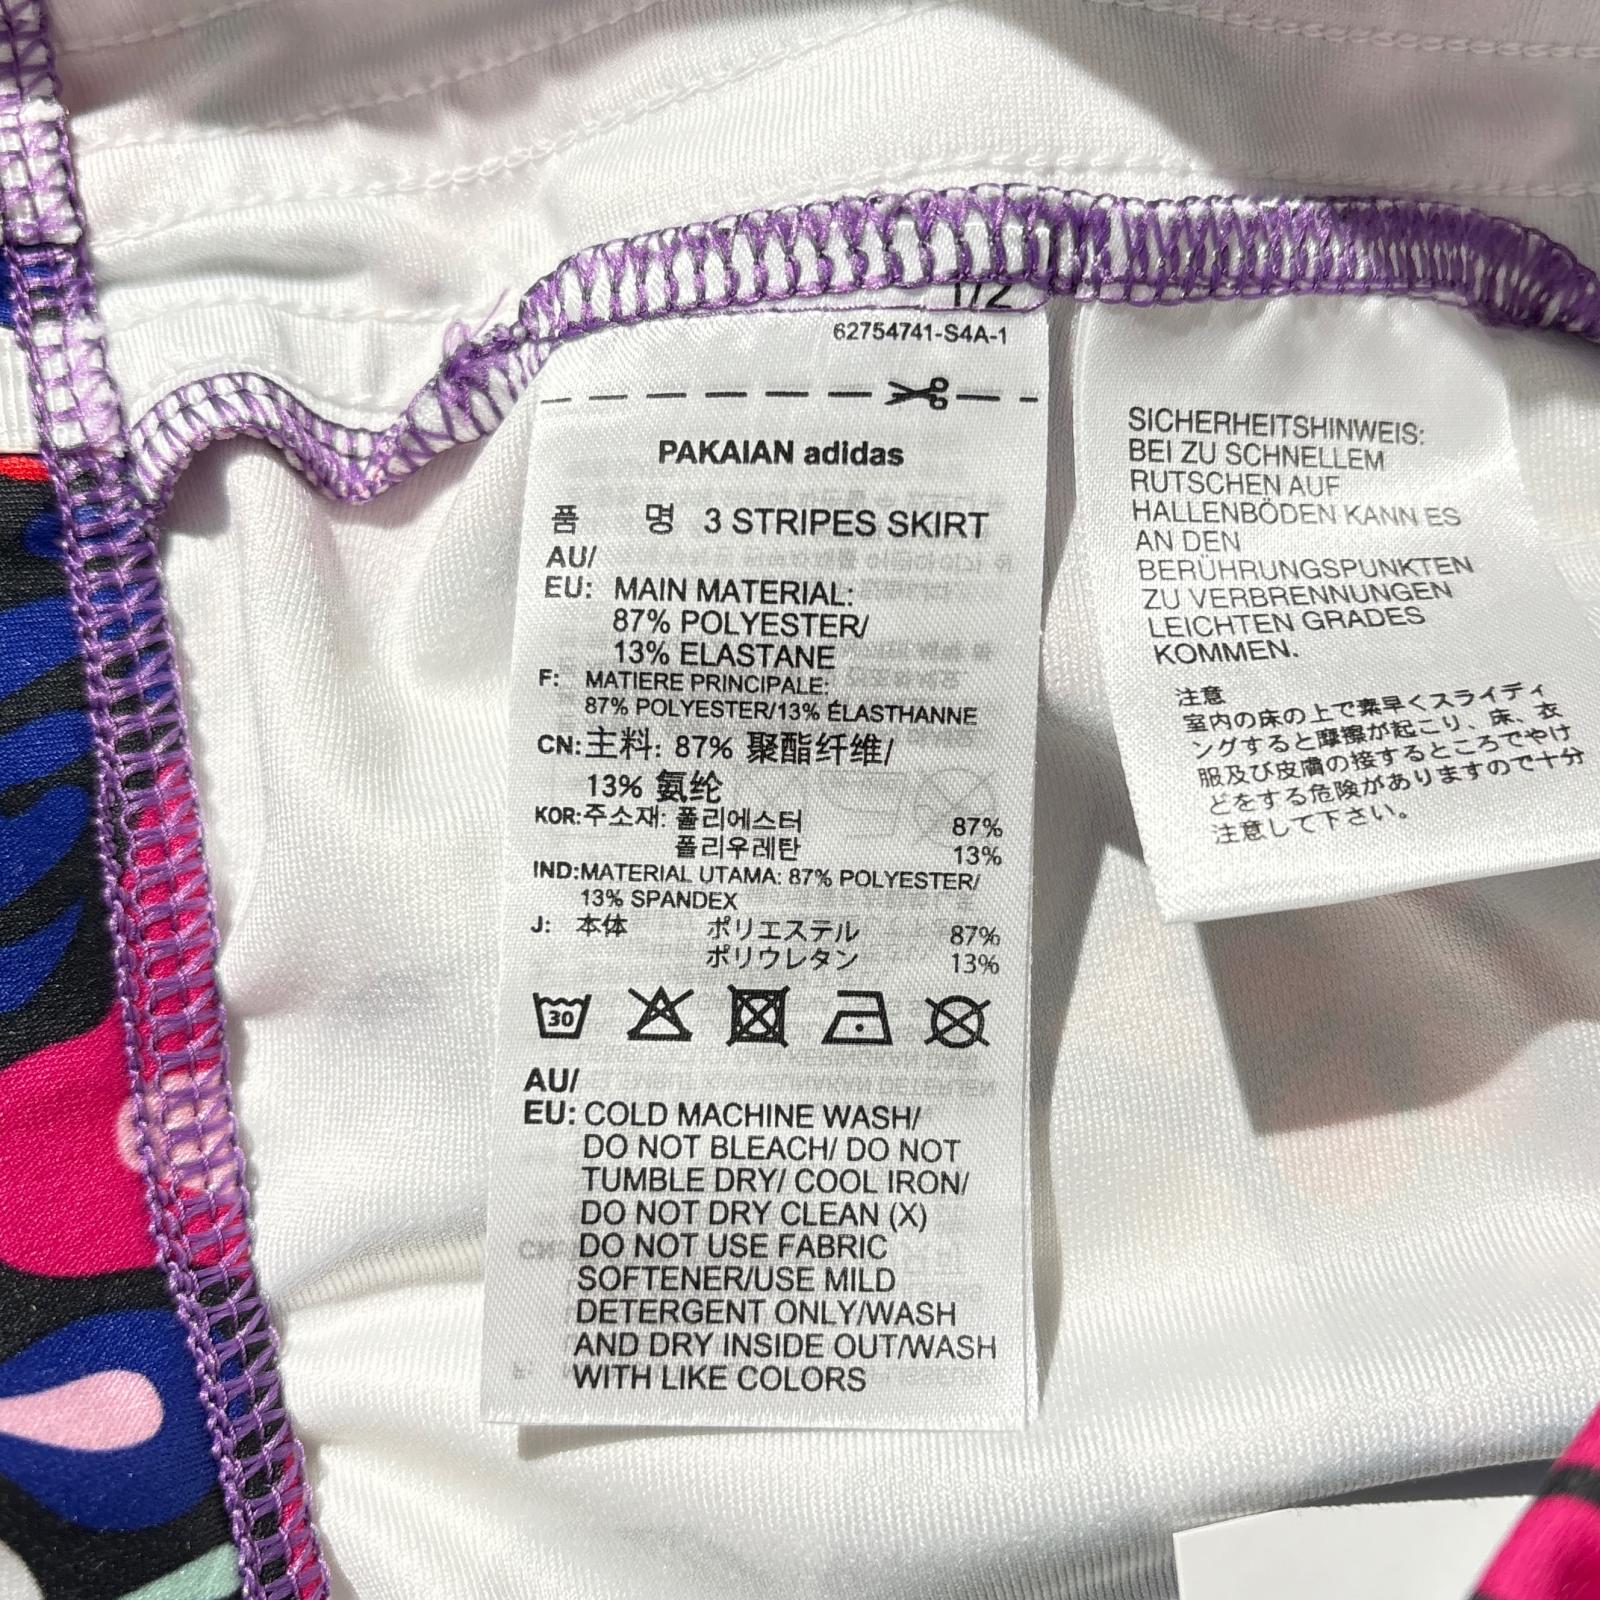 1/2
62754741-S4A-1
PAKAIAN adidas
품 명 3 STRIPES SKIRT
AU/
EU: MAIN MATERIAL:
87% POLYESTER/
13% ELASTANE
F: MATIERE PRINCIPALE:
87% POLYESTER/13% ÉLASTHANNE
CN:主料: 87% 聚酯纤维/
13% 氨纶
KOR:주소재: 폴리에스터 87%
폴리우레탄 13%
IND:MATERIAL UTAMA: 87% POLYESTER/
13% SPANDEX
J: 本体 ポリエステル 87%
ポリウレタン 13%
30
AU/
EU: COLD MACHINE WASH/
DO NOT BLEACH/ DO NOT
TUMBLE DRY/ COOL IRON/
DO NOT DRY CLEAN (X)
DO NOT USE FABRIC
SOFTENER/USE MILD
DETERGENT ONLY/WASH
AND DRY INSIDE OUT/WASH
WITH LIKE COLORS
SICHERHEITSHINWEIS:
BEI ZU SCHNELLEM
RUTSCHEN AUF
HALLENBÖDEN KANN ES
AN DEN
BERÜHRUNGSPUNKTEN
ZU VERBRENNUNGEN
LEICHTEN GRADES
KOMMEN.
注意
室内の床の上で素早くスライディ
ングすると摩擦が起こり、床、衣
服及び皮膚の接するところでやけ
どをする危険がありますので十分
注意して下さい。